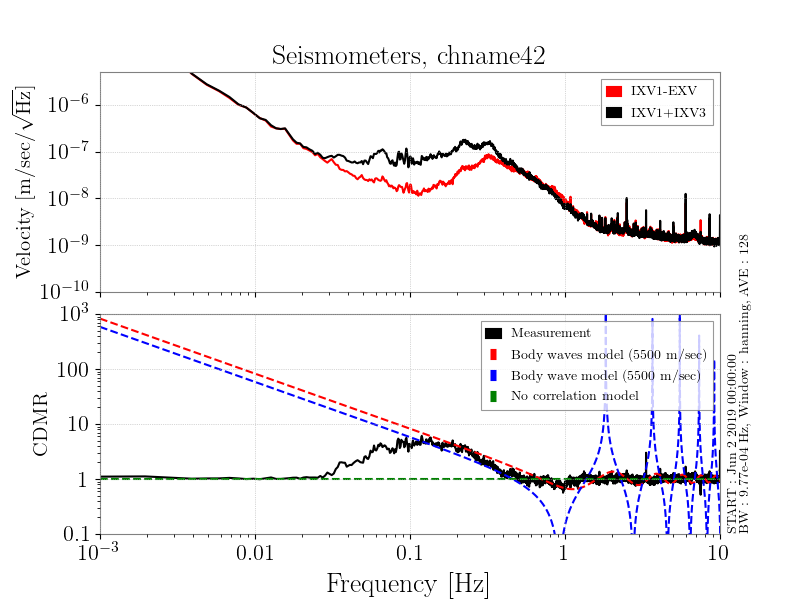 Seismometers, chname42
Velocity [m/sec/√Hz]
10⁻⁶
10⁻⁷
10⁻⁸
10⁻⁹
10⁻¹⁰
IXV1-EXV
IXV1+IXV3
CDMR
10³
100
10
1
0.1
Measurement
Body waves model (5500 m/sec)
Body wave model (5500 m/sec)
No correlation model
10⁻³
0.01
0.1
1
10
Frequency [Hz]
START : Jun 2 2019 00:00:00
BW : 9.77e-04 Hz, Window : hanning, AVE : 128